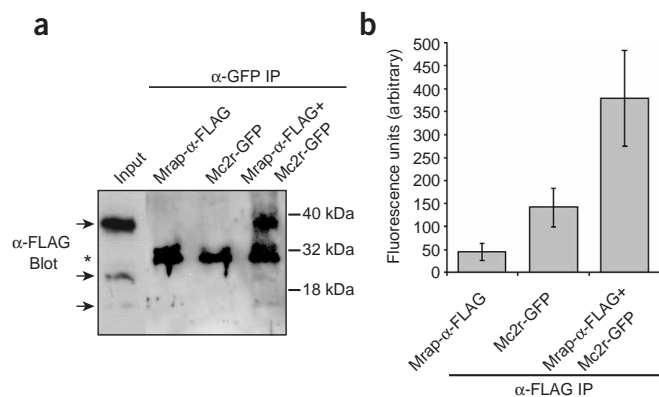 a
α-GFP IP
Input
Mrap-α-FLAG
Mc2r-GFP
Mrap-α-FLAG+
Mc2r-GFP
α-FLAG
Blot
*
40 kDa
32 kDa
18 kDa
b
Fluorescence units (arbitrary)
500
450
400
350
300
250
200
150
100
50
0
Mrap-α-FLAG
Mc2r-GFP
Mrap-α-FLAG+
Mc2r-GFP
α-FLAG IP